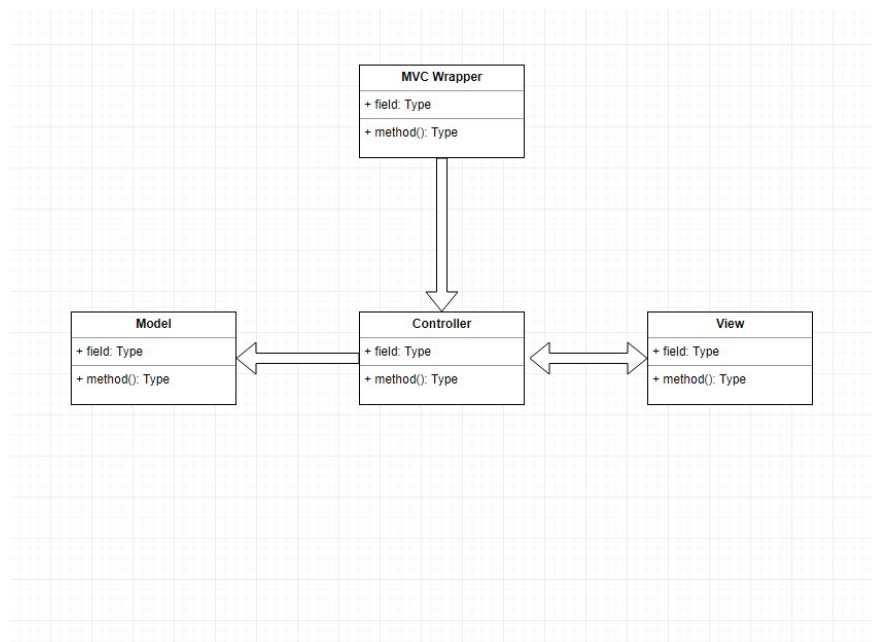 MVC Wrapper
+ field: Type
+ method(): Type
Model
+ field: Type
+ method(): Type
Controller
+ field: Type
+ method(): Type
View
+ field: Type
+ method(): Type